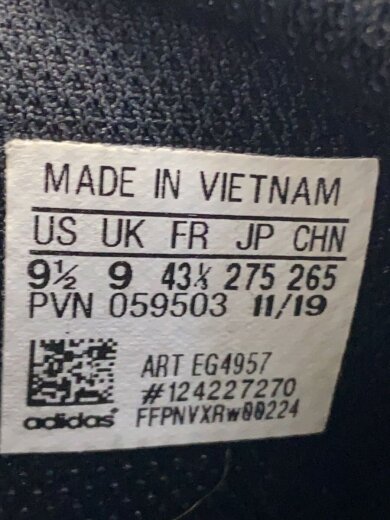 MADE IN VIETNAM
US UK FR JP CHN
9½ 9 43⅓ 275 265
PVN 059503 11/19
ART EG4957
#124227270
adidas FFPNVXRW00224